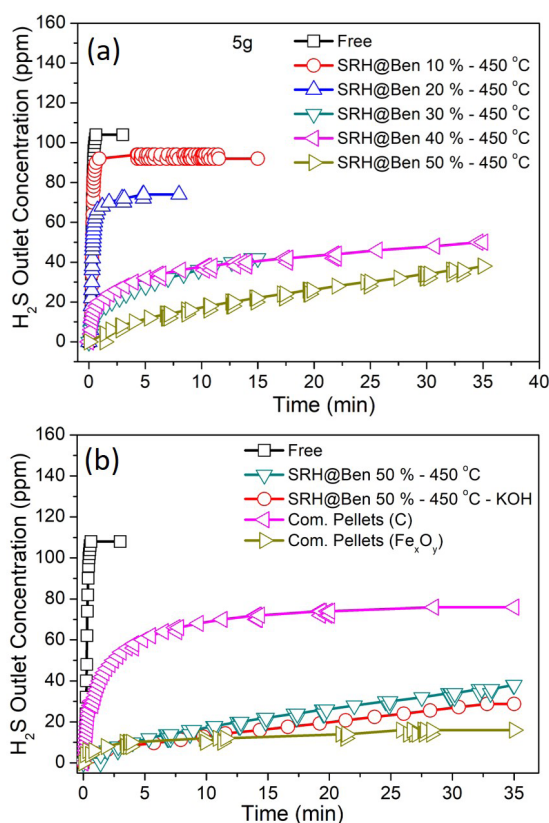 (a)
5g
Free
SRH@Ben 10 % - 450 °C
SRH@Ben 20 % - 450 °C
SRH@Ben 30 % - 450 °C
SRH@Ben 40 % - 450 °C
SRH@Ben 50 % - 450 °C
H₂S Outlet Concentration (ppm)
160
140
120
100
80
60
40
20
0
0 5 10 15 20 25 30 35 40
Time (min)
(b)
Free
SRH@Ben 50 % - 450 °C
SRH@Ben 50 % - 450 °C - KOH
Com. Pellets (C)
Com. Pellets (FeₓOᵧ)
H₂S Outlet Concentration (ppm)
160
140
120
100
80
60
40
20
0
0 5 10 15 20 25 30 35
Time (min)